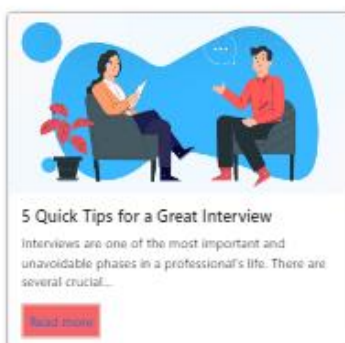 5 Quick Tips for a Great Interview
Interviews are one of the most important and
unavoidable phases in a professional's life. There are
several crucial...
Read more